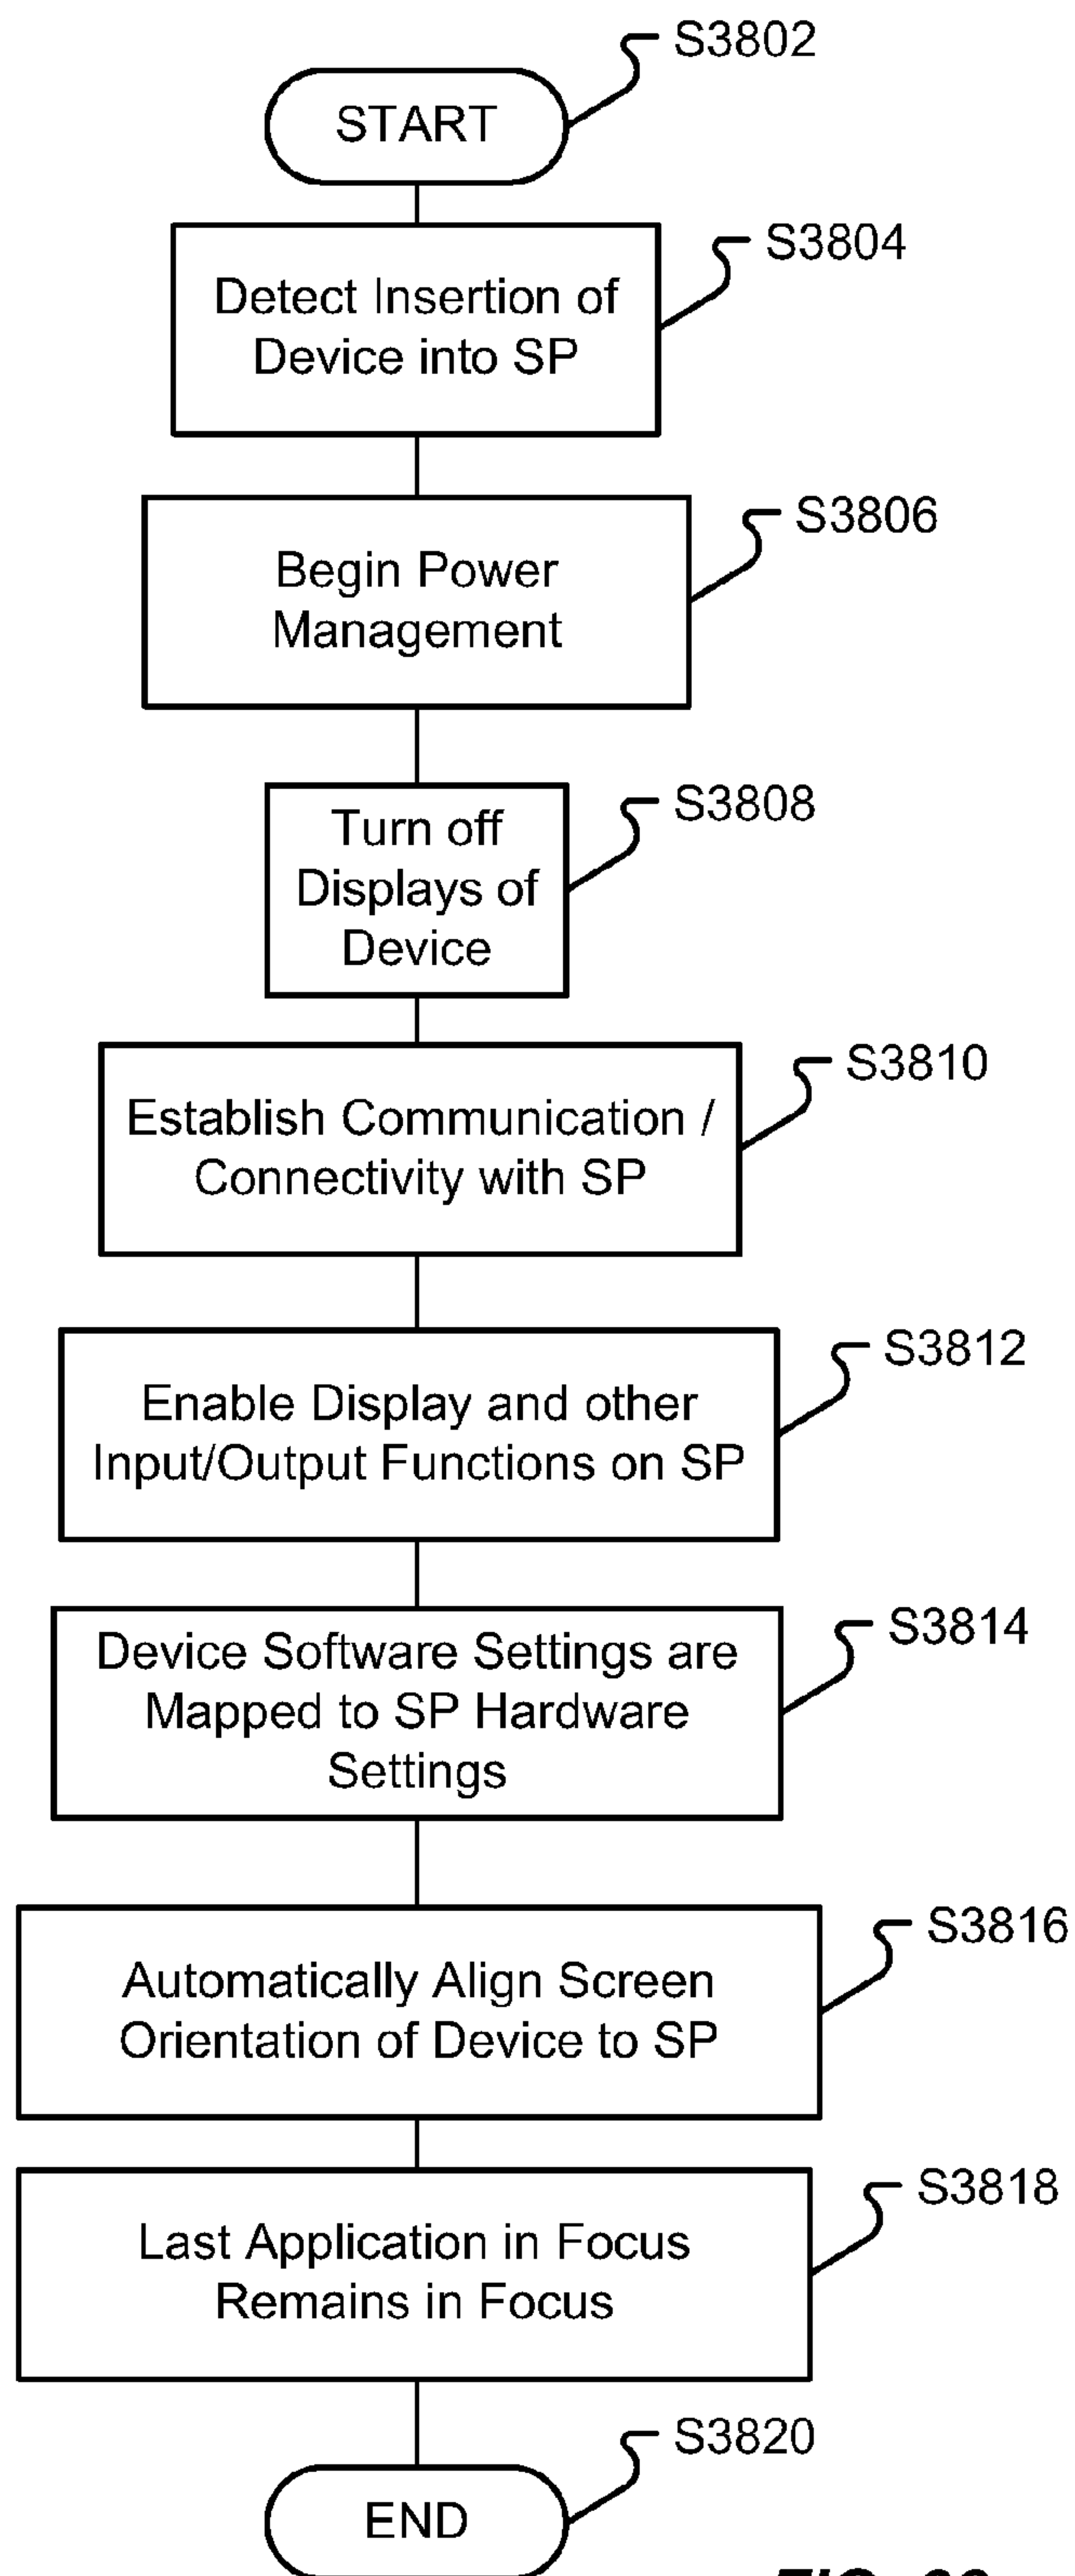 S3802
START
S3804
Detect Insertion of
Device into SP
S3806
Begin Power
Management
S3808
Turn off
Displays of
Device
S3810
Establish Communication /
Connectivity with SP
S3812
Enable Display and other
Input/Output Functions on SP
S3814
Device Software Settings are
Mapped to SP Hardware
Settings
S3816
Automatically Align Screen
Orientation of Device to SP
S3818
Last Application in Focus
Remains in Focus
S3820
END